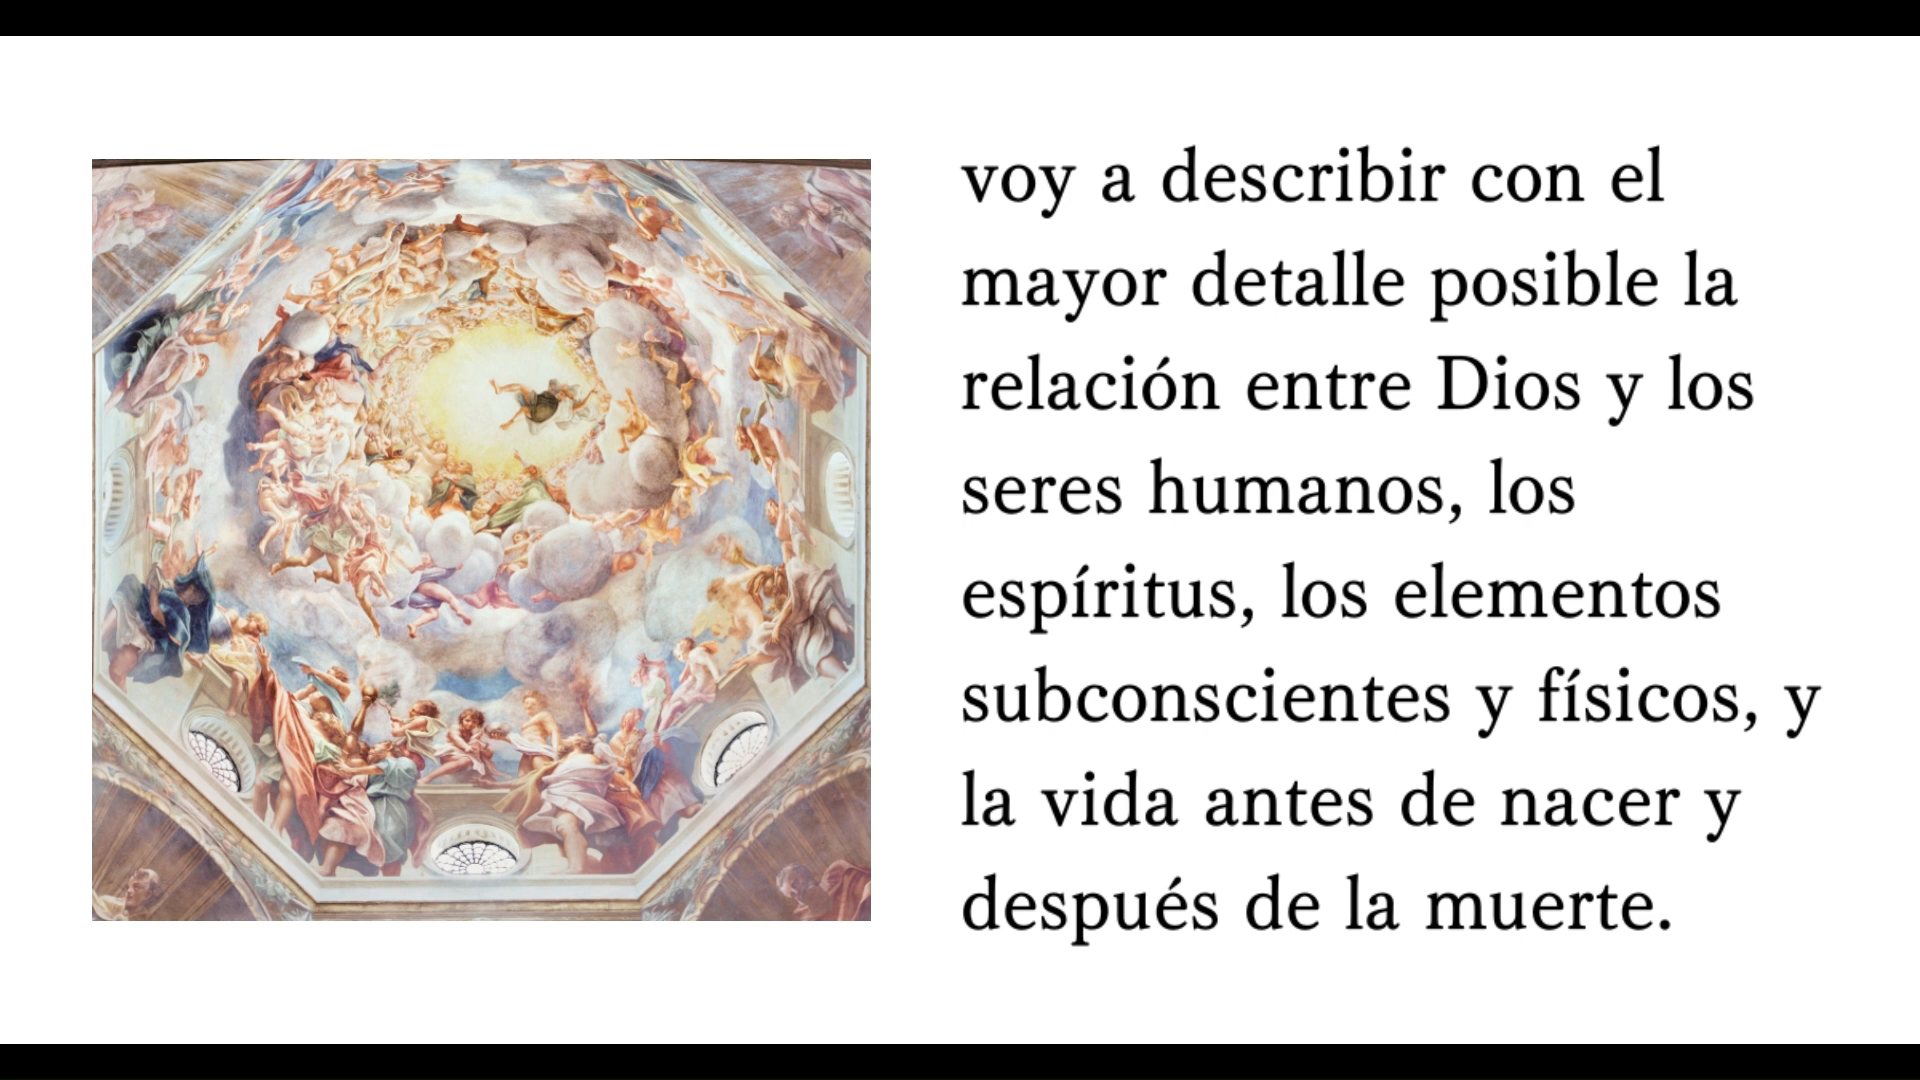 voy a describir con el
mayor detalle posible la
relación entre Dios y los
seres humanos, los
espíritus, los elementos
subconscientes y físicos, y
la vida antes de nacer y
después de la muerte.